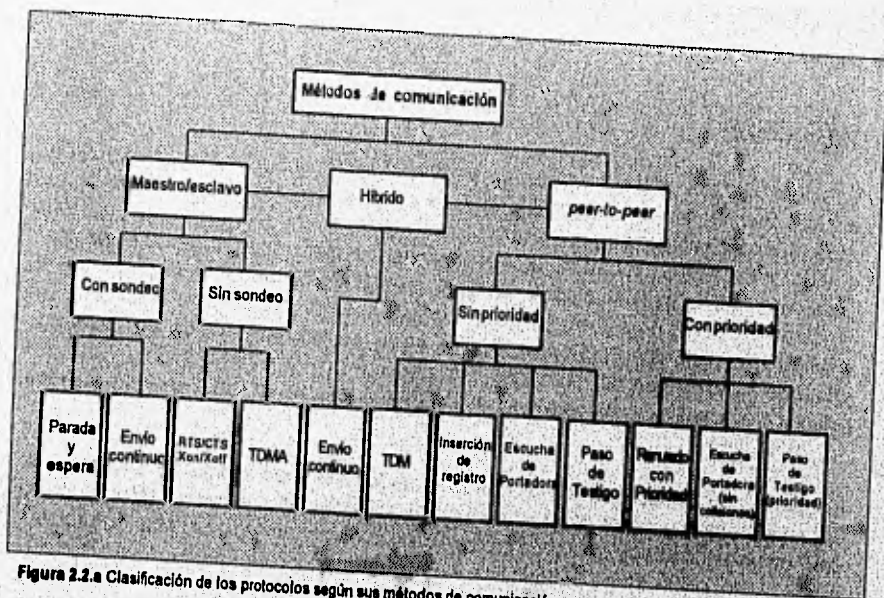 Métodos de comunicación
Maestro/esclavo
Híbrido
peer-to-peer
Con sondeo
Sin sondeo
Sin prioridad
Con prioridad
Parada
y
espera
Envío
continuo
RTS/CTS
Xon/Xoff
TDMA
Envío
continuo
TDM
Inserción
de
registro
Escucha
de
Portadora
Paso
de
Testigo
Ranurado
con
Prioridad
Escucha
de
Portadora
(sin
colisiones)
Paso
de
Testigo
(prioridad)
Figura 2.2.a Clasificación de los protocolos según sus métodos de comunicación